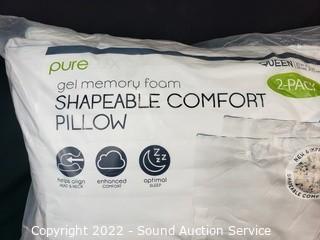 pure
QUEEN
gel memory foam
2-PACK
SHAPEABLE COMFORT
PILLOW
helps align
HEAD & NECK
enhanced
COMFORT
optimal
SLEEP
Copyright 2022 - Sound Auction Service